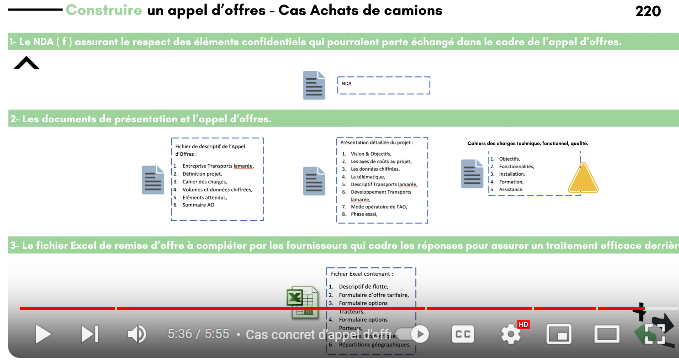 Construire un appel d'offres - Cas Achats de camions
220
1- Le NDA ( f ) assurant le respect des éléments confidentiels qui pourraient perte échangé dans le cadre de l'appel d'offres.
NDA
2- Les documents de présentation et l'appel d'offres.
Fichier de descriptif de l'Appel
d'Offres :
1. Entreprise Transports lamarée,
2. Définition projet,
3. Cahier des charges,
4. Volumes et données chiffrées,
5. Eléments attendus,
6. Sommaire AO
Présentation détaillée du projet :
1. Vision & Objectifs,
2. Les axes de coûts au projet,
3. Les données chiffrées,
4. La télématique,
5. Descriptif Transports lamarée,
6. Développement Transports
lamarée,
7. Mode opératoire de l'AO,
8. Phase essai,
Cahiers des charges technique, fonctionnel, qualité.
1. Objectifs,
2. Fonctionnalités,
3. Installation,
4. Formation,
5. Assistance.
3- Le fichier Excel de remise d'offre à compléter par les fournisseurs qui cadre les réponses pour assurer un traitement efficace derrièr
Fichier Excel contenant :
1. Descriptif de flotte,
2. Formulaire d'offre tarifaire,
3. Formulaire options
Tracteurs,
4. Formulaire options
Porteurs,
6. Répartitions géographiques
5:36 / 5:55 • Cas concret d'appel d'offr...
CC
HD